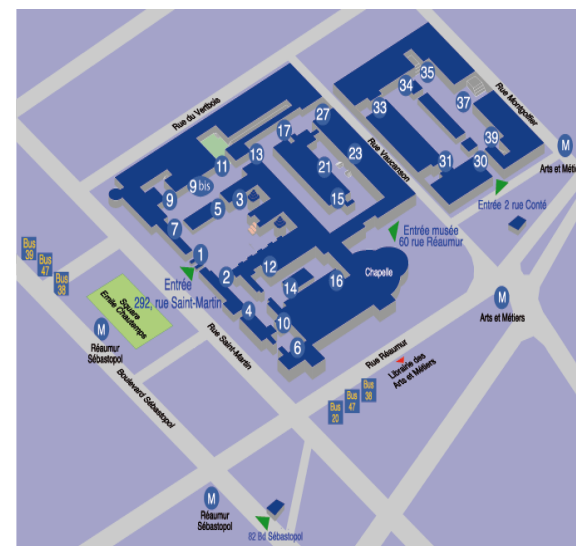 Rue du Vertbois
Rue Montgolfier
Rue Vaucanson
35
34
37
33
27
17
39
M
Arts et Métiers
23
13
11
31
30
21
9 bis
9
3
15
5
Entrée 2 rue Conté
7
Entrée musée
60 rue Réaumur
1
Bus
39
Bus
47
Bus
38
Entrée
292, rue Saint-Martin
2
12
Chapelle
16
14
4
Square
Emile Chautemps
M
Arts et Métiers
10
M
Réaumur
Sébastopol
6
Rue Saint-Martin
Rue Réaumur
Librairie des
Arts et Métiers
Boulevard Sébastopol
Bus
38
Bus
47
Bus
20
M
Réaumur
Sébastopol
82 Bd Sébastopol